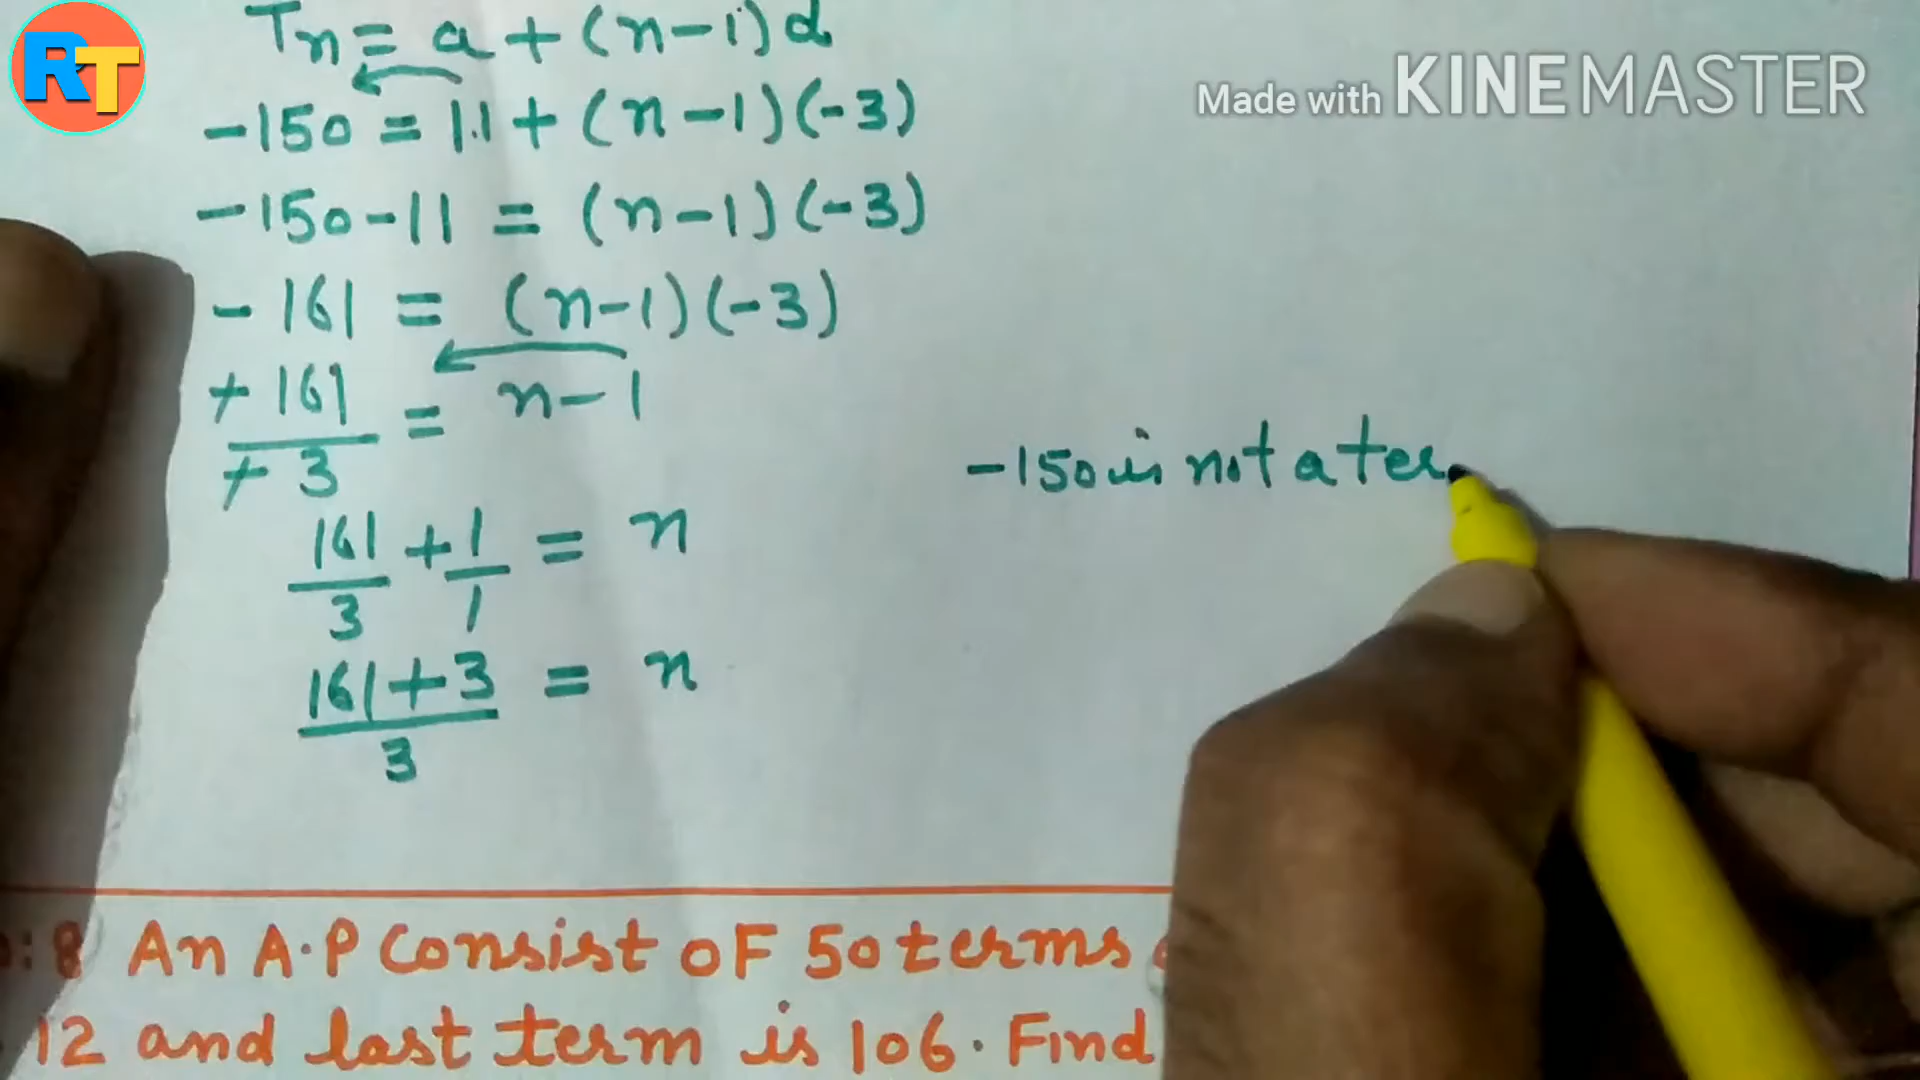 RT
Made with KINEMASTER
Tn = a + (n-1)d
-150 = 11 + (n-1)(-3)
-150-11 = (n-1)(-3)
-161 = (n-1)(-3)
+161/+3 = n-1
161/3 + 1/1 = n
161+3/3 = n
-150 is not a ter
: 8 An A.P Consist of 50 terms
12 and last term is 106. Find